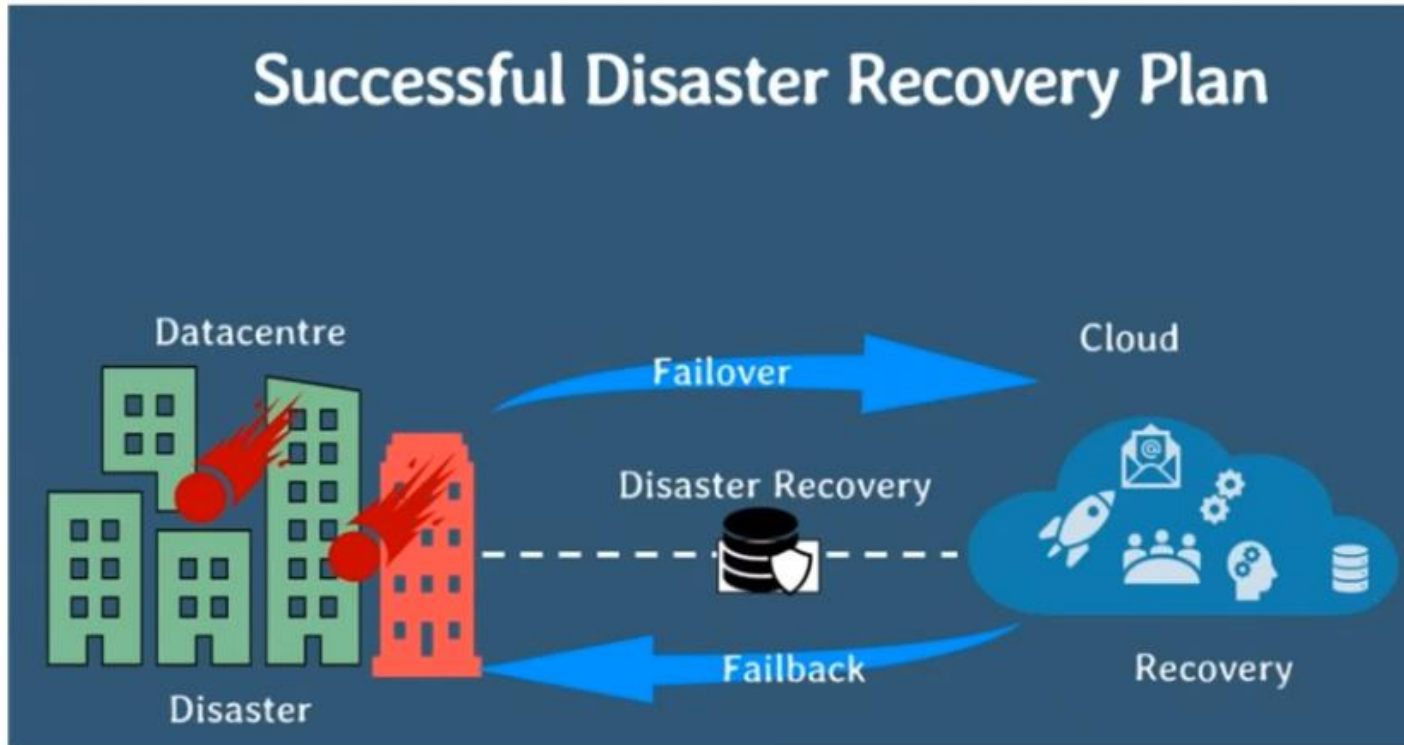 Successful Disaster Recovery Plan
Datacentre
Cloud
Failover
@
Disaster Recovery
Failback
Recovery
Disaster